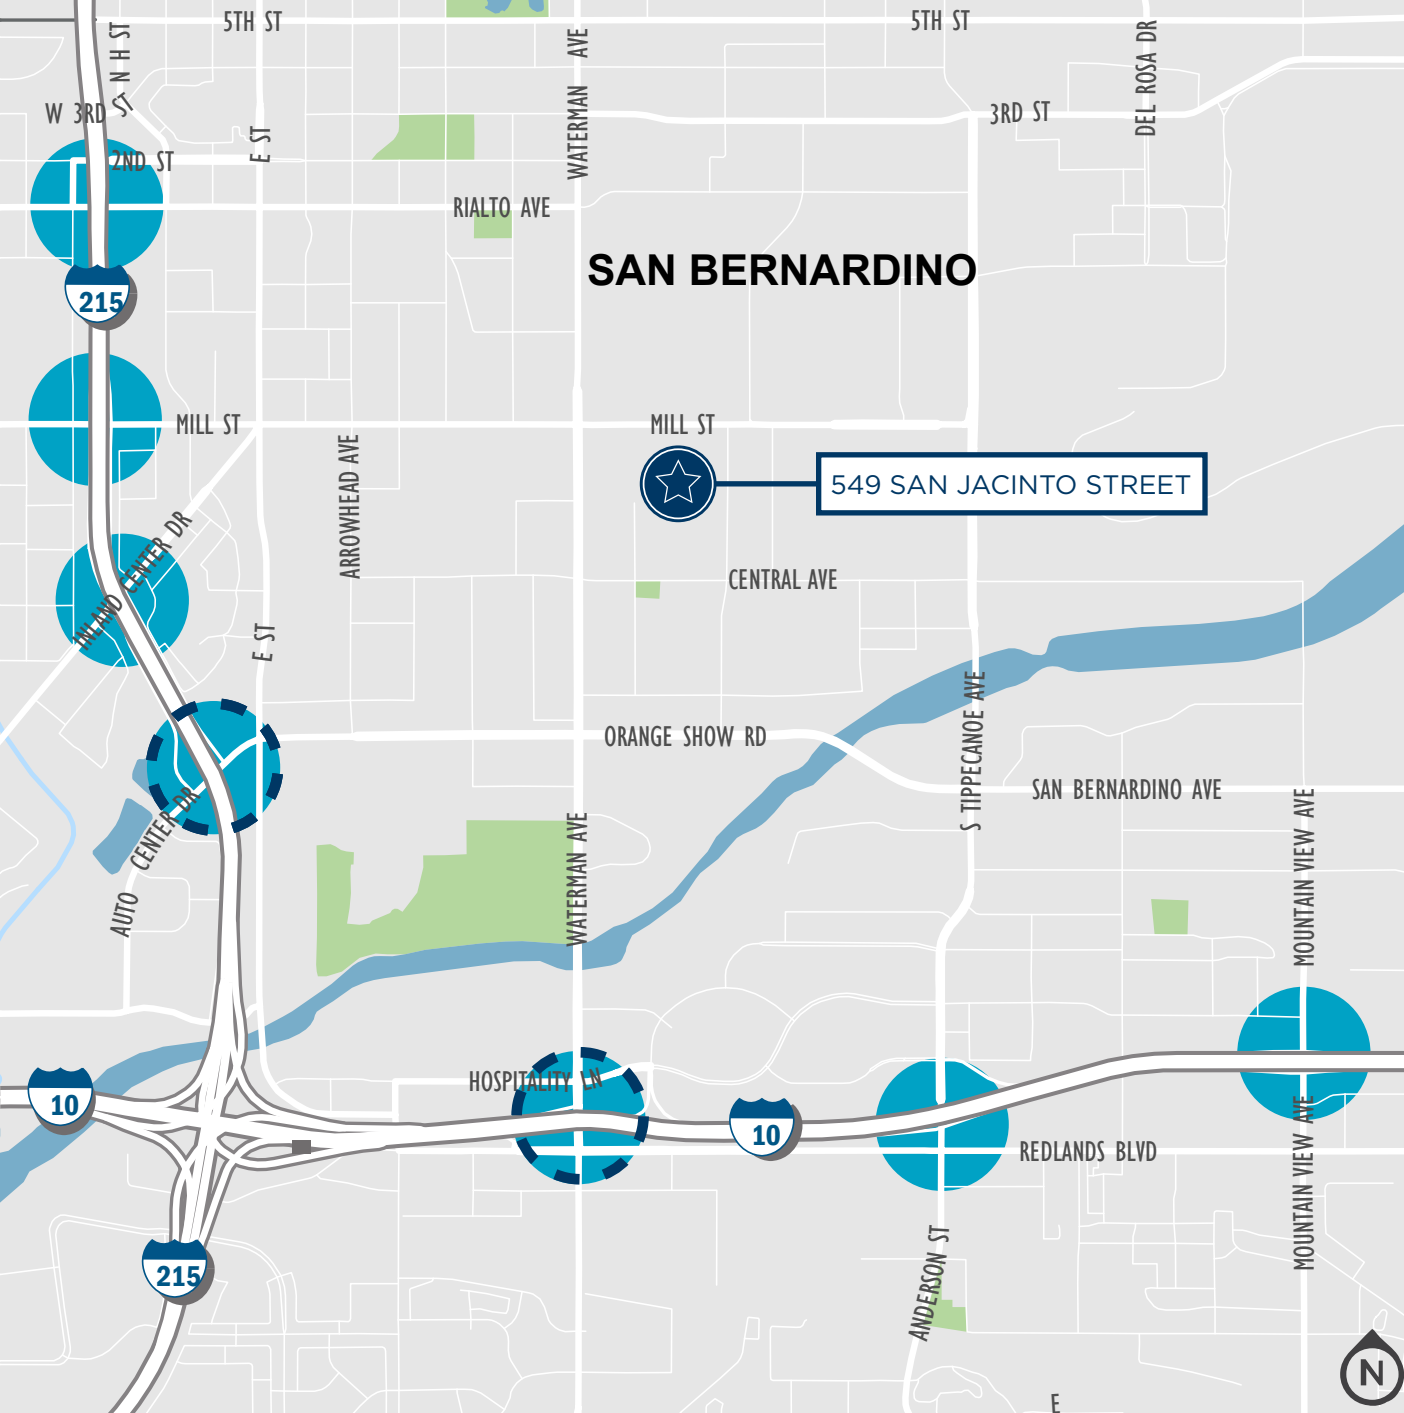 5TH ST
5TH ST
N H ST
WATERMAN AVE
DEL ROSA DR
W 3RD ST
3RD ST
E ST
2ND ST
RIALTO AVE
SAN BERNARDINO
215
MILL ST
MILL ST
549 SAN JACINTO STREET
ARROWHEAD AVE
INLAND CENTER DR
CENTRAL AVE
E ST
ORANGE SHOW RD
S TIPPECANOE AVE
SAN BERNARDINO AVE
AUTO CENTER DR
WATERMAN AVE
MOUNTAIN VIEW AVE
HOSPITALITY LN
10
10
REDLANDS BLVD
MOUNTAIN VIEW AVE
215
ANDERSON ST
N
E